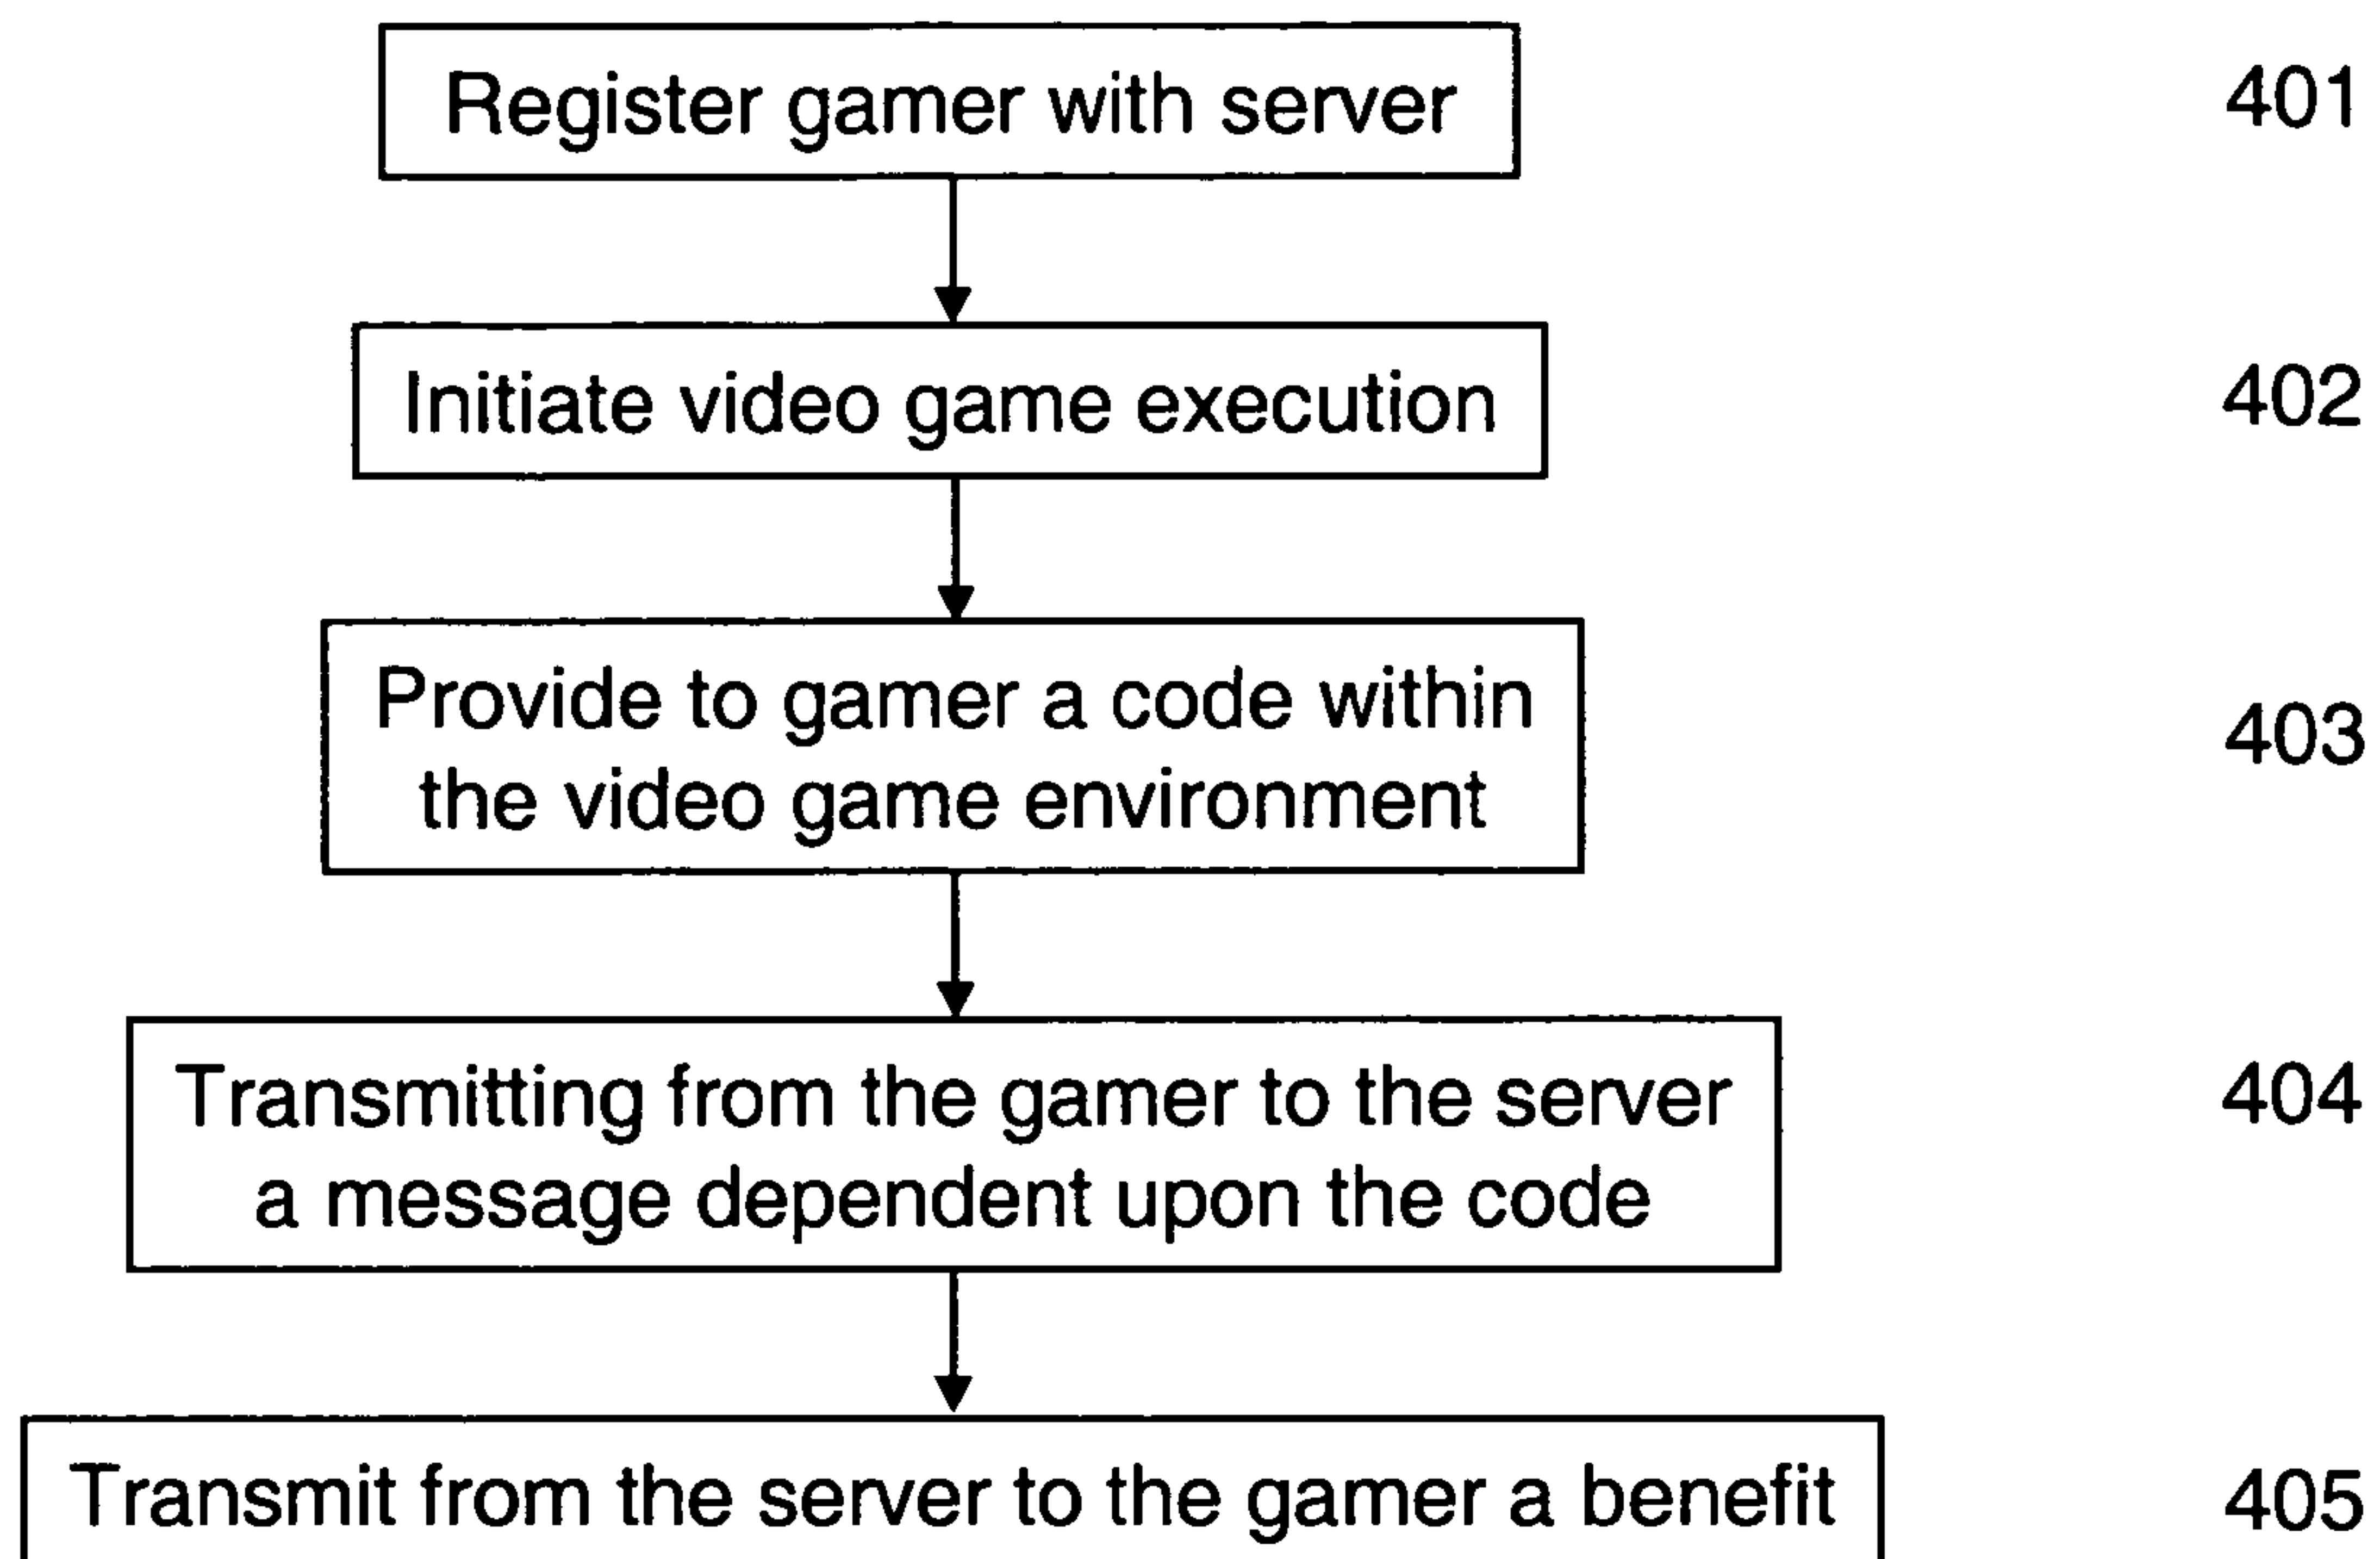 Register gamer with server
401
Initiate video game execution
402
Provide to gamer a code within
the video game environment
403
Transmitting from the gamer to the server
a message dependent upon the code
404
Transmit from the server to the gamer a benefit
405